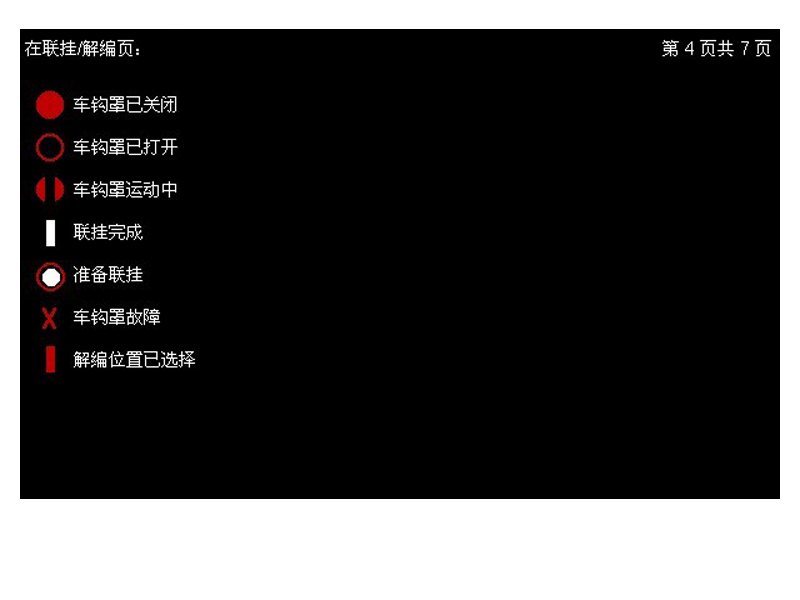 在联挂/解编页：
第 4 页共 7 页
车钩罩已关闭
车钩罩已打开
车钩罩运动中
联挂完成
准备联挂
车钩罩故障
解编位置已选择